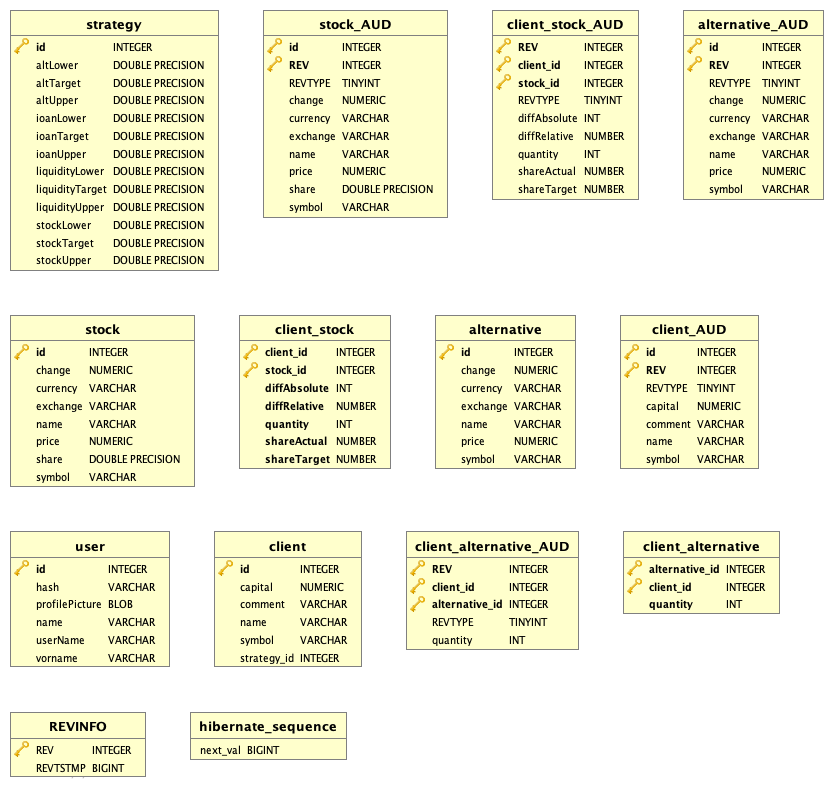 strategy
id INTEGER
altLower DOUBLE PRECISION
altTarget DOUBLE PRECISION
altUpper DOUBLE PRECISION
ioanLower DOUBLE PRECISION
ioanTarget DOUBLE PRECISION
ioanUpper DOUBLE PRECISION
liquidityLower DOUBLE PRECISION
liquidityTarget DOUBLE PRECISION
liquidityUpper DOUBLE PRECISION
stockLower DOUBLE PRECISION
stockTarget DOUBLE PRECISION
stockUpper DOUBLE PRECISION
stock_AUD
id INTEGER
REV INTEGER
REVTYPE TINYINT
change NUMERIC
currency VARCHAR
exchange VARCHAR
name VARCHAR
price NUMERIC
share DOUBLE PRECISION
symbol VARCHAR
client_stock_AUD
REV INTEGER
client_id INTEGER
stock_id INTEGER
REVTYPE TINYINT
diffAbsolute INT
diffRelative NUMBER
quantity INT
shareActual NUMBER
shareTarget NUMBER
alternative_AUD
id INTEGER
REV INTEGER
REVTYPE TINYINT
change NUMERIC
currency VARCHAR
exchange VARCHAR
name VARCHAR
price NUMERIC
symbol VARCHAR
stock
id INTEGER
change NUMERIC
currency VARCHAR
exchange VARCHAR
name VARCHAR
price NUMERIC
share DOUBLE PRECISION
symbol VARCHAR
client_stock
client_id INTEGER
stock_id INTEGER
diffAbsolute INT
diffRelative NUMBER
quantity INT
shareActual NUMBER
shareTarget NUMBER
alternative
id INTEGER
change NUMERIC
currency VARCHAR
exchange VARCHAR
name VARCHAR
price NUMERIC
symbol VARCHAR
client_AUD
id INTEGER
REV INTEGER
REVTYPE TINYINT
capital NUMERIC
comment VARCHAR
name VARCHAR
symbol VARCHAR
user
id INTEGER
hash VARCHAR
profilePicture BLOB
name VARCHAR
userName VARCHAR
vorname VARCHAR
client
id INTEGER
capital NUMERIC
comment VARCHAR
name VARCHAR
symbol VARCHAR
strategy_id INTEGER
client_alternative_AUD
REV INTEGER
client_id INTEGER
alternative_id INTEGER
REVTYPE TINYINT
quantity INT
client_alternative
alternative_id INTEGER
client_id INTEGER
quantity INT
REVINFO
REV INTEGER
REVTSTMP BIGINT
hibernate_sequence
next_val BIGINT